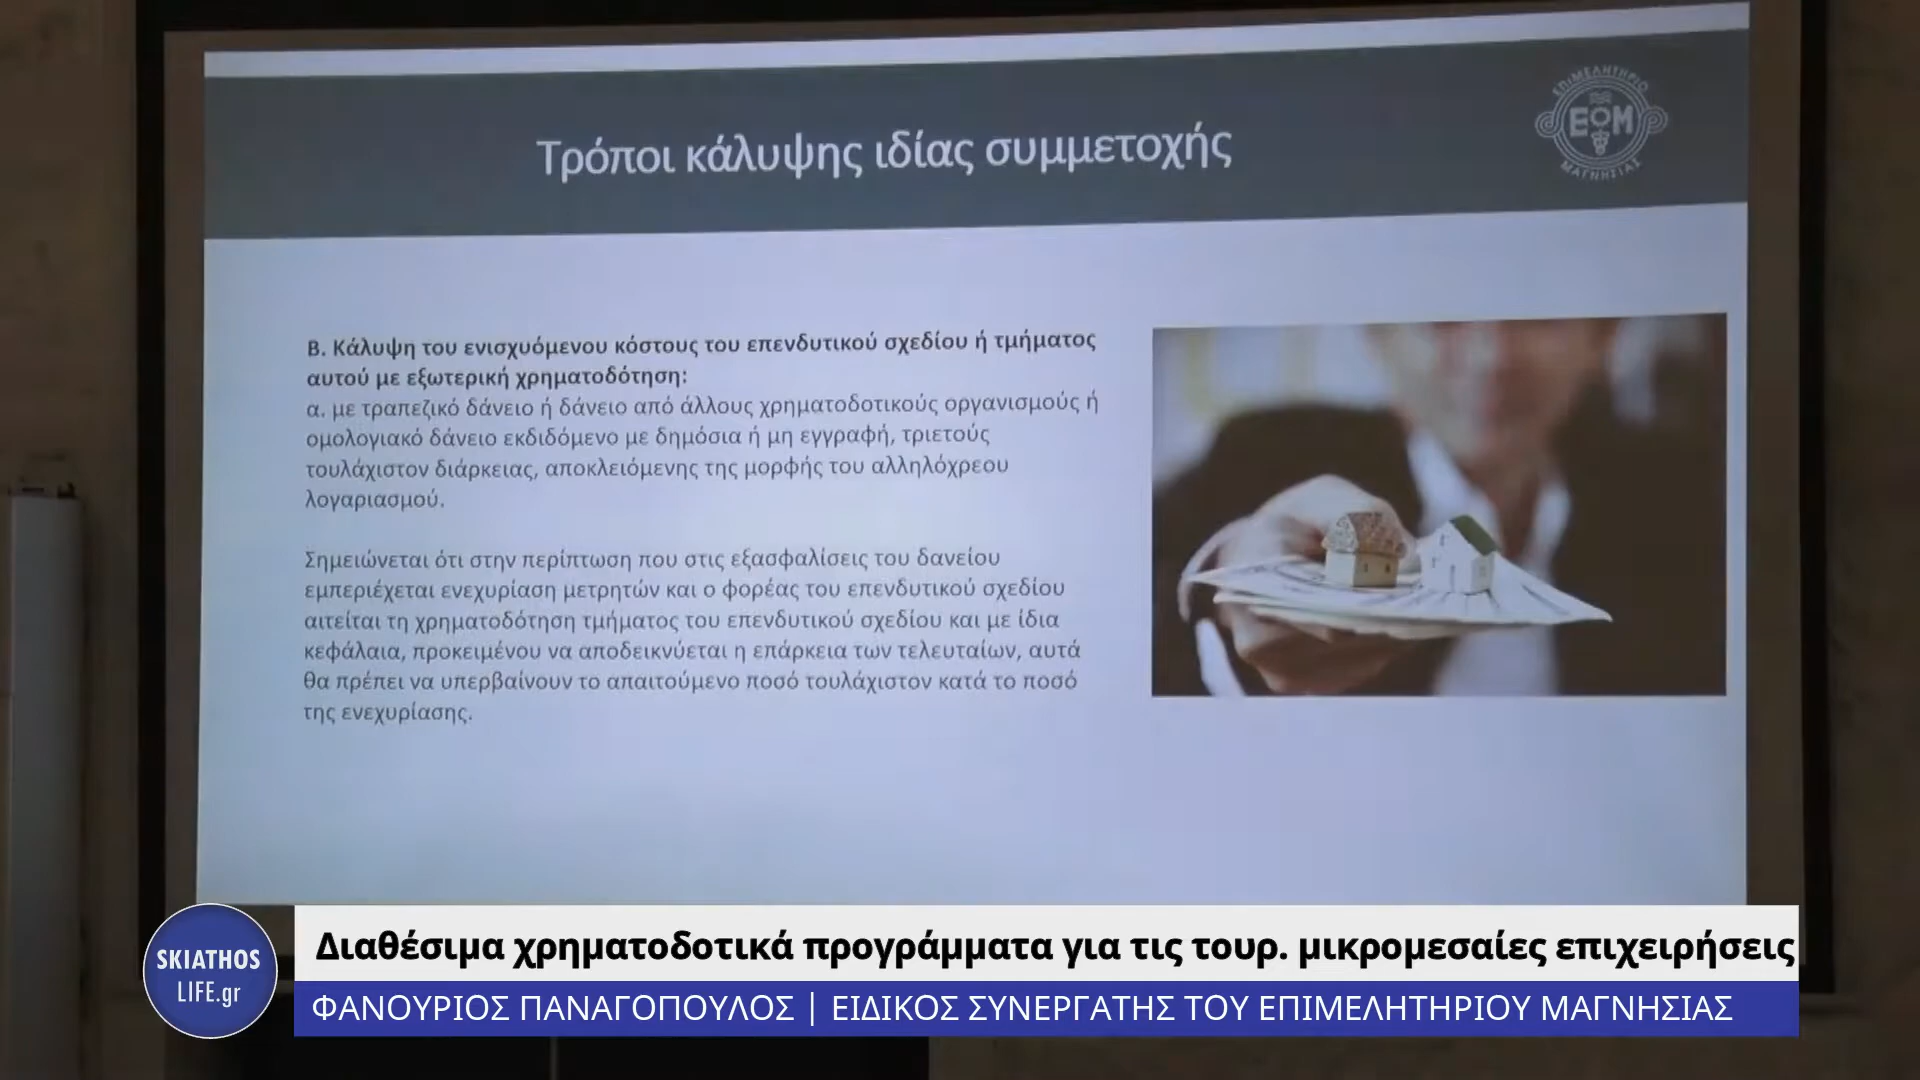 ΕΠΙΜΕΛΗΤΗΡΙΟ
ΕΟΜ
ΜΑΓΝΗΣΙΑΣ
Τρόποι κάλυψης ιδίας συμμετοχής
Β. Κάλυψη του ενισχυόμενου κόστους του επενδυτικού σχεδίου ή τμήματος
αυτού με εξωτερική χρηματοδότηση:
α. με τραπεζικό δάνειο ή δάνειο από άλλους χρηματοδοτικούς οργανισμούς ή
ομολογιακό δάνειο εκδιδόμενο με δημόσια ή μη εγγραφή, τριετούς
τουλάχιστον διάρκειας, αποκλειόμενης της μορφής του αλληλόχρεου
λογαριασμού.
Σημειώνεται ότι στην περίπτωση που στις εξασφαλίσεις του δανείου
εμπεριέχεται ενεχυρίαση μετρητών και ο φορέας του επενδυτικού σχεδίου
αιτείται τη χρηματοδότηση τμήματος του επενδυτικού σχεδίου και με ίδια
κεφάλαια, προκειμένου να αποδεικνύεται η επάρκεια των τελευταίων, αυτά
θα πρέπει να υπερβαίνουν το απαιτούμενο ποσό τουλάχιστον κατά το ποσό
της ενεχυρίασης.
SKIATHOS
LIFE.gr
Διαθέσιμα χρηματοδοτικά προγράμματα για τις τουρ. μικρομεσαίες επιχειρήσεις
ΦΑΝΟΥΡΙΟΣ ΠΑΝΑΓΟΠΟΥΛΟΣ | ΕΙΔΙΚΟΣ ΣΥΝΕΡΓΑΤΗΣ ΤΟΥ ΕΠΙΜΕΛΗΤΗΡΙΟΥ ΜΑΓΝΗΣΙΑΣ